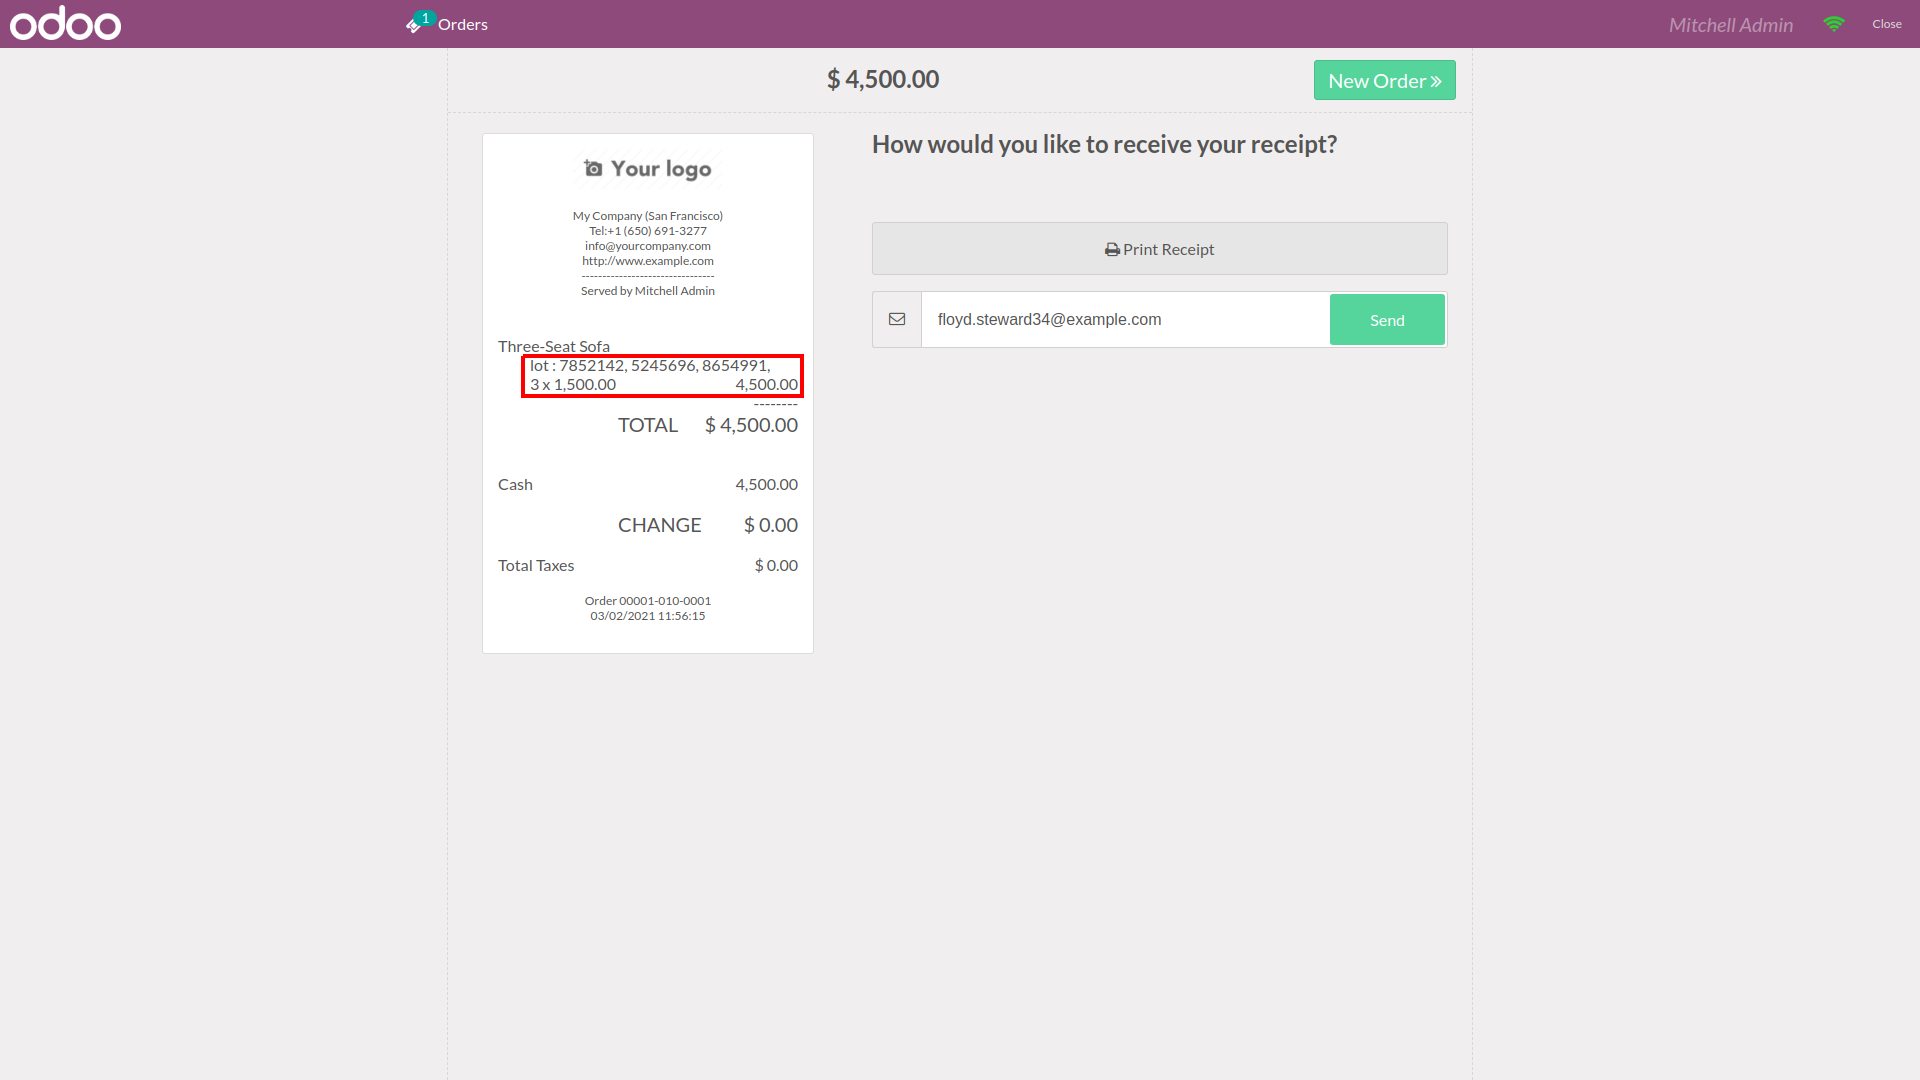 odoo
1 Orders
Mitchell Admin
Close
$ 4,500.00
New Order
Your logo
My Company (San Francisco)
Tel:+1 (650) 691-3277
info@yourcompany.com
http://www.example.com
--------------------------------
Served by Mitchell Admin
Three-Seat Sofa
lot : 7852142, 5245696, 8654991,
3 x 1,500.00 4,500.00
--------
TOTAL $ 4,500.00
Cash 4,500.00
CHANGE $ 0.00
Total Taxes $ 0.00
Order 00001-010-0001
03/02/2021 11:56:15
How would you like to receive your receipt?
Print Receipt
floyd.steward34@example.com
Send